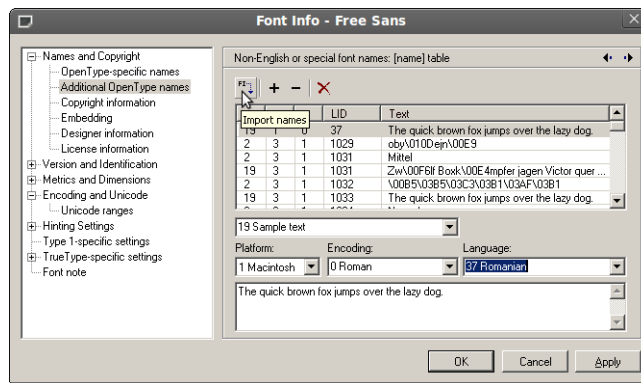 Font Info - Free Sans
Names and Copyright
OpenType-specific names
Additional OpenType names
Copyright information
Embedding
Designer information
License information
Version and Identification
Metrics and Dimensions
Encoding and Unicode
Unicode ranges
Hinting Settings
Type 1-specific settings
TrueType-specific settings
Font note
Non-English or special font names: [name] table
LID Text
Import names
19 1 0 37 The quick brown fox jumps over the lazy dog.
2 3 1 1029 oby\010Dejn\00E9
2 3 1 1031 Mittel
19 3 1 1031 Zw\00F6lf Boxk\00E4mpfer jagen Victor quer ...
2 3 1 1032 \00B5\03B5\03C3\03B1\03AF\03B1
19 3 1 1033 The quick brown fox jumps over the lazy dog.
19 Sample text
Platform: Encoding: Language:
1 Macintosh 0 Roman 37 Romanian
The quick brown fox jumps over the lazy dog.
OK Cancel Apply